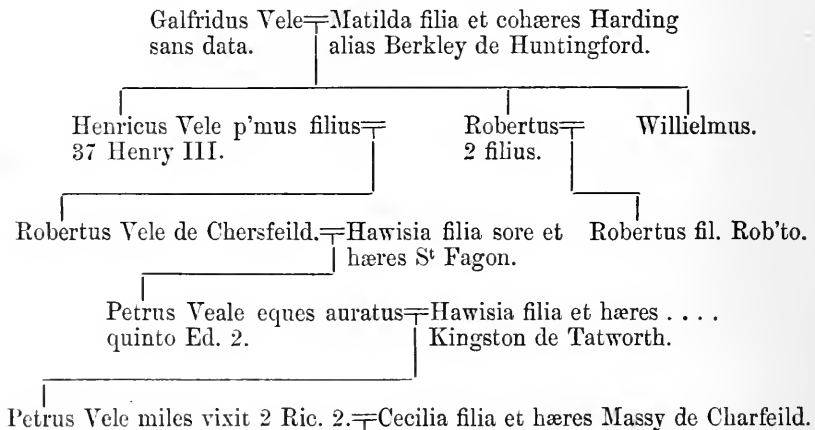 Galfridus Vele╤Matilda filia et cohæres Harding
sans data. alias Berkley de Huntingford.
Henricus Vele p'mus filius╤ Robertus╤ Willielmus.
37 Henry III. 2 filius.
Robertus Vele de Chersfeild.╤Hawisia filia sore et Robertus fil. Rob'to.
hæres Sᵗ Fagon.
Petrus Veale eques auratus╤Hawisia filia et hæres . . . .
quinto Ed. 2. Kingston de Tatworth.
Petrus Vele miles vixit 2 Ric. 2.╤Cecilia filia et hæres Massy de Charfeild.